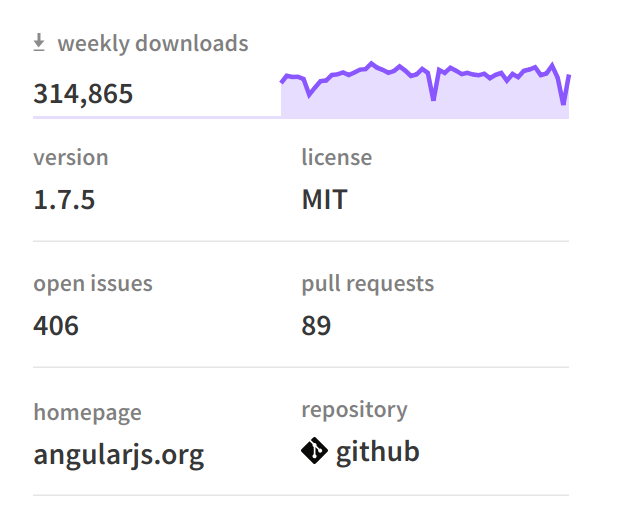 weekly downloads
314,865
version
license
1.7.5
MIT
open issues
pull requests
406
89
homepage
repository
angularjs.org
github